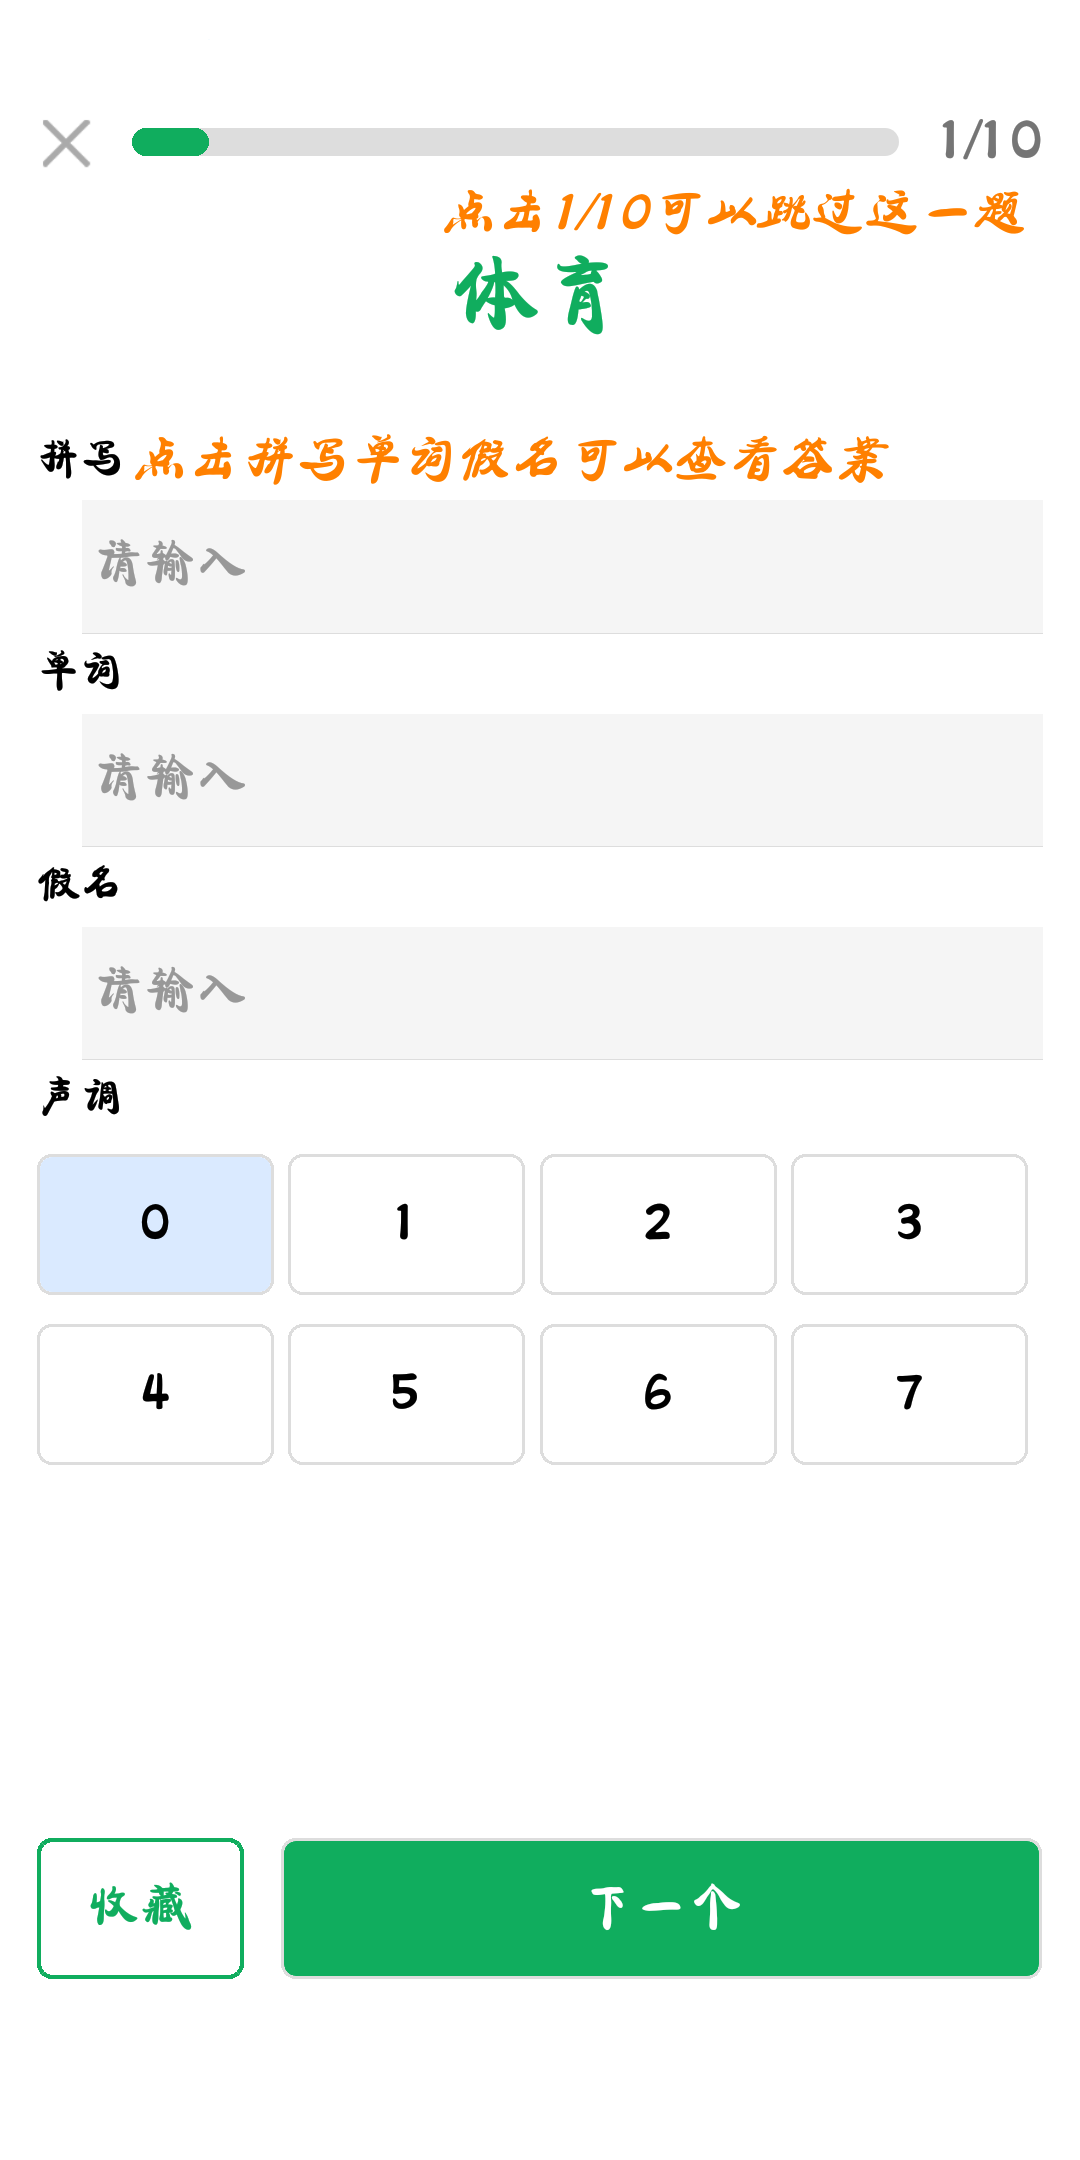 1/10
点击1/10可以跳过这一题
体育
拼写 点击拼写单词假名可以查看答案
请输入
单词
请输入
假名
请输入
声调
0 1 2 3
4 5 6 7
收藏 下一个